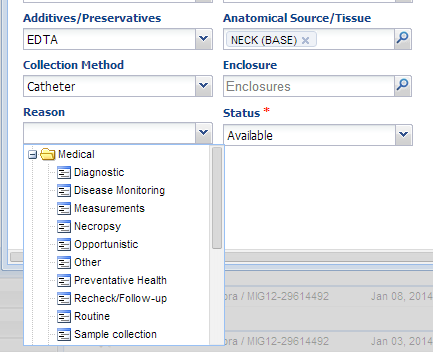 Additives/Preservatives Anatomical Source/Tissue
EDTA NECK (BASE) ×
Collection Method Enclosure
Catheter Enclosures
Reason Status *
Available
Medical
Diagnostic
Disease Monitoring
Measurements
Necropsy
Opportunistic
Other
Preventative Health
Recheck/Follow-up
ora / MIG12-29614492 Jan 08, 2014
Routine
Sample collection
ora / MIG12-29614492 Jan 03, 2014